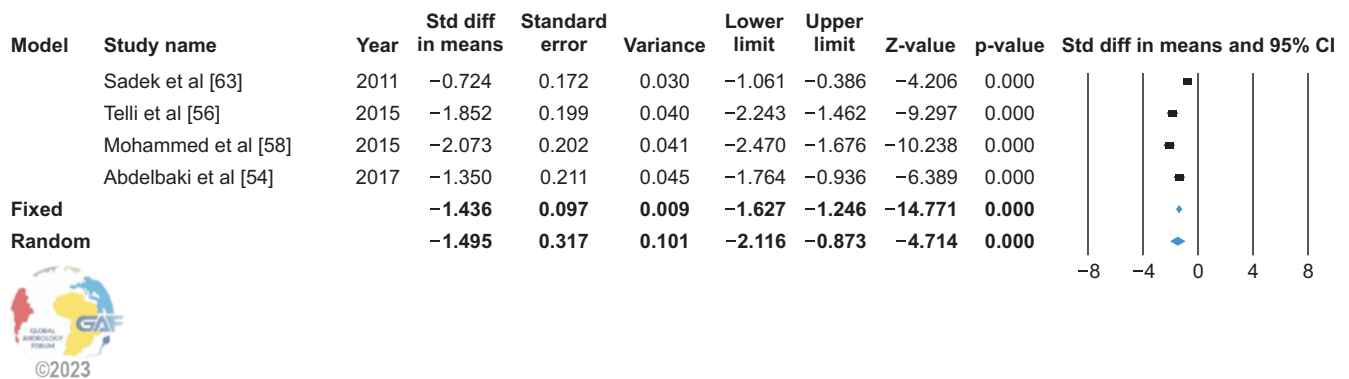 Model Study name Year Std diff in means Standard error Variance Lower limit Upper limit Z-value p-value Std diff in means and 95% CI
Sadek et al [63] 2011 −0.724 0.172 0.030 −1.061 −0.386 −4.206 0.000
Telli et al [56] 2015 −1.852 0.199 0.040 −2.243 −1.462 −9.297 0.000
Mohammed et al [58] 2015 −2.073 0.202 0.041 −2.470 −1.676 −10.238 0.000
Abdelbaki et al [54] 2017 −1.350 0.211 0.045 −1.764 −0.936 −6.389 0.000
Fixed −1.436 0.097 0.009 −1.627 −1.246 −14.771 0.000
Random −1.495 0.317 0.101 −2.116 −0.873 −4.714 0.000
−8 −4 0 4 8
GLOBAL
ANDROLOGY
FORUM
GAF
©2023